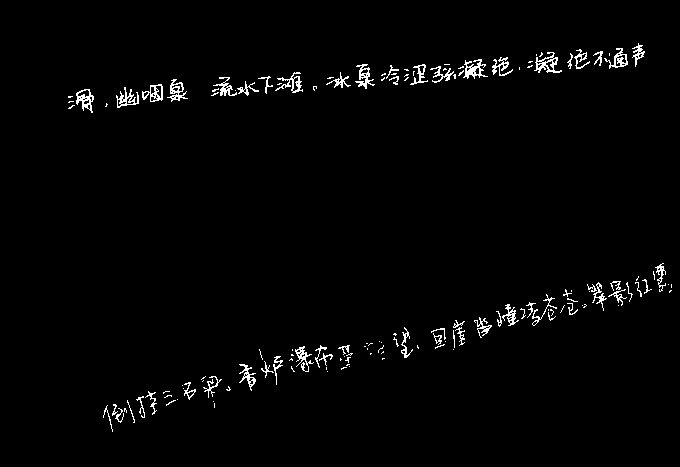 滑,幽咽泉 流水下滩。冰泉冷涩弦凝绝,凝绝不通声
倒挂三石梁。香炉瀑布遥相望,回崖沓嶂凌苍苍。翠影红霞